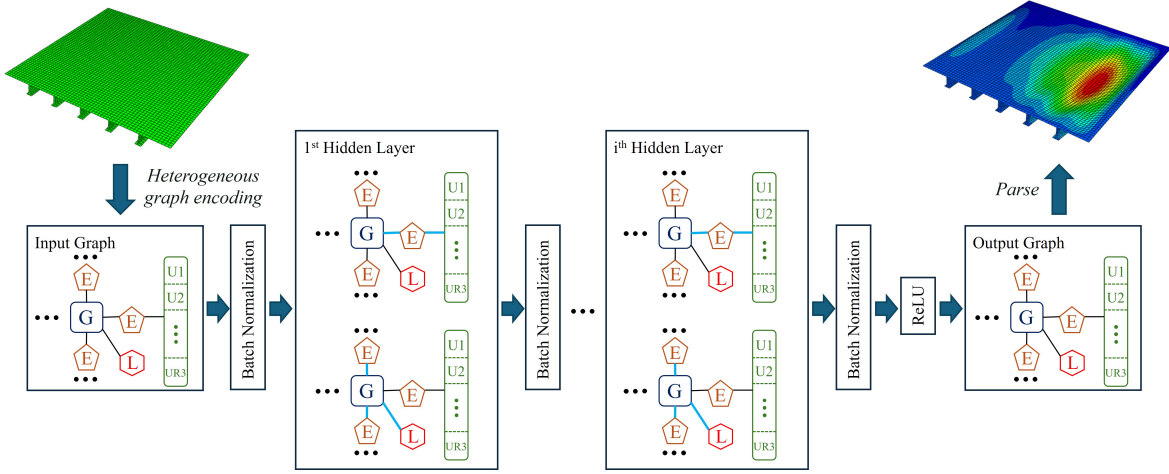 Heterogeneous
graph encoding
Input Graph
•••
E
U1
U2
••• G E ⋮
E L UR3
•••
Batch Normalization
1st Hidden Layer
•••
E
U1
U2
••• G E ⋮
E L UR3
•••
•••
E
U1
U2
••• G E ⋮
E L UR3
•••
Batch Normalization
•••
ith Hidden Layer
•••
E
U1
U2
••• G E ⋮
E L UR3
•••
•••
E
U1
U2
••• G E ⋮
E L UR3
•••
Batch Normalization
ReLU
Parse
Output Graph
•••
E
U1
U2
••• G E ⋮
E L UR3
•••